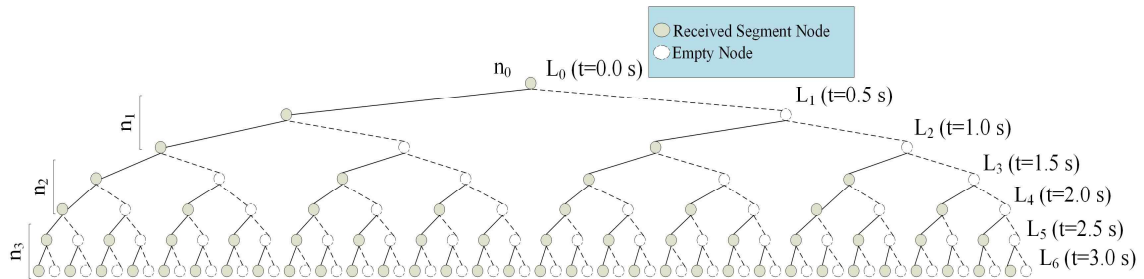 Received Segment Node
Empty Node
n₀ L₀ (t=0.0 s)
L₁ (t=0.5 s)
n₁
L₂ (t=1.0 s)
L₃ (t=1.5 s)
n₂
L₄ (t=2.0 s)
L₅ (t=2.5 s)
n₃
L₆ (t=3.0 s)